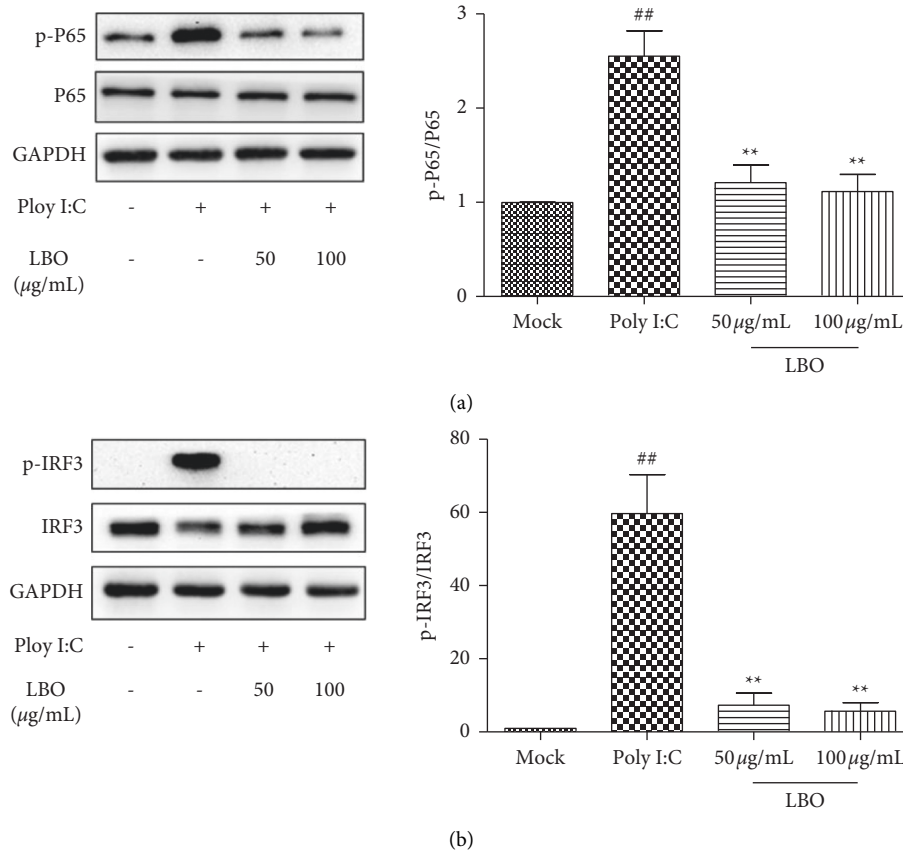 p-P65
P65
GAPDH
Ploy I:C - + + +
LBO - - 50 100
(µg/mL)
p-P65/P65
3
2
1
0
##
**
**
Mock Poly I:C 50 µg/mL 100 µg/mL
LBO
(a)
p-IRF3
IRF3
GAPDH
Ploy I:C - + + +
LBO - - 50 100
(µg/mL)
p-IRF3/IRF3
80
60
40
20
0
##
**
**
Mock Poly I:C 50 µg/mL 100 µg/mL
LBO
(b)